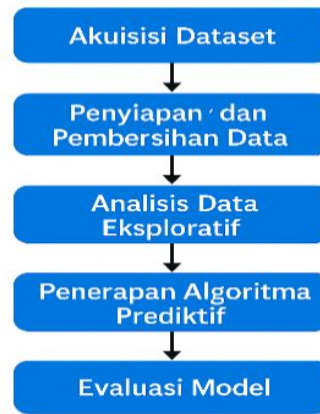 Akuisisi Dataset
Penyiapan ´ dan
Pembersihan Data
Analisis Data
Eksploratif
Penerapan Algoritma
Prediktif
Evaluasi Model